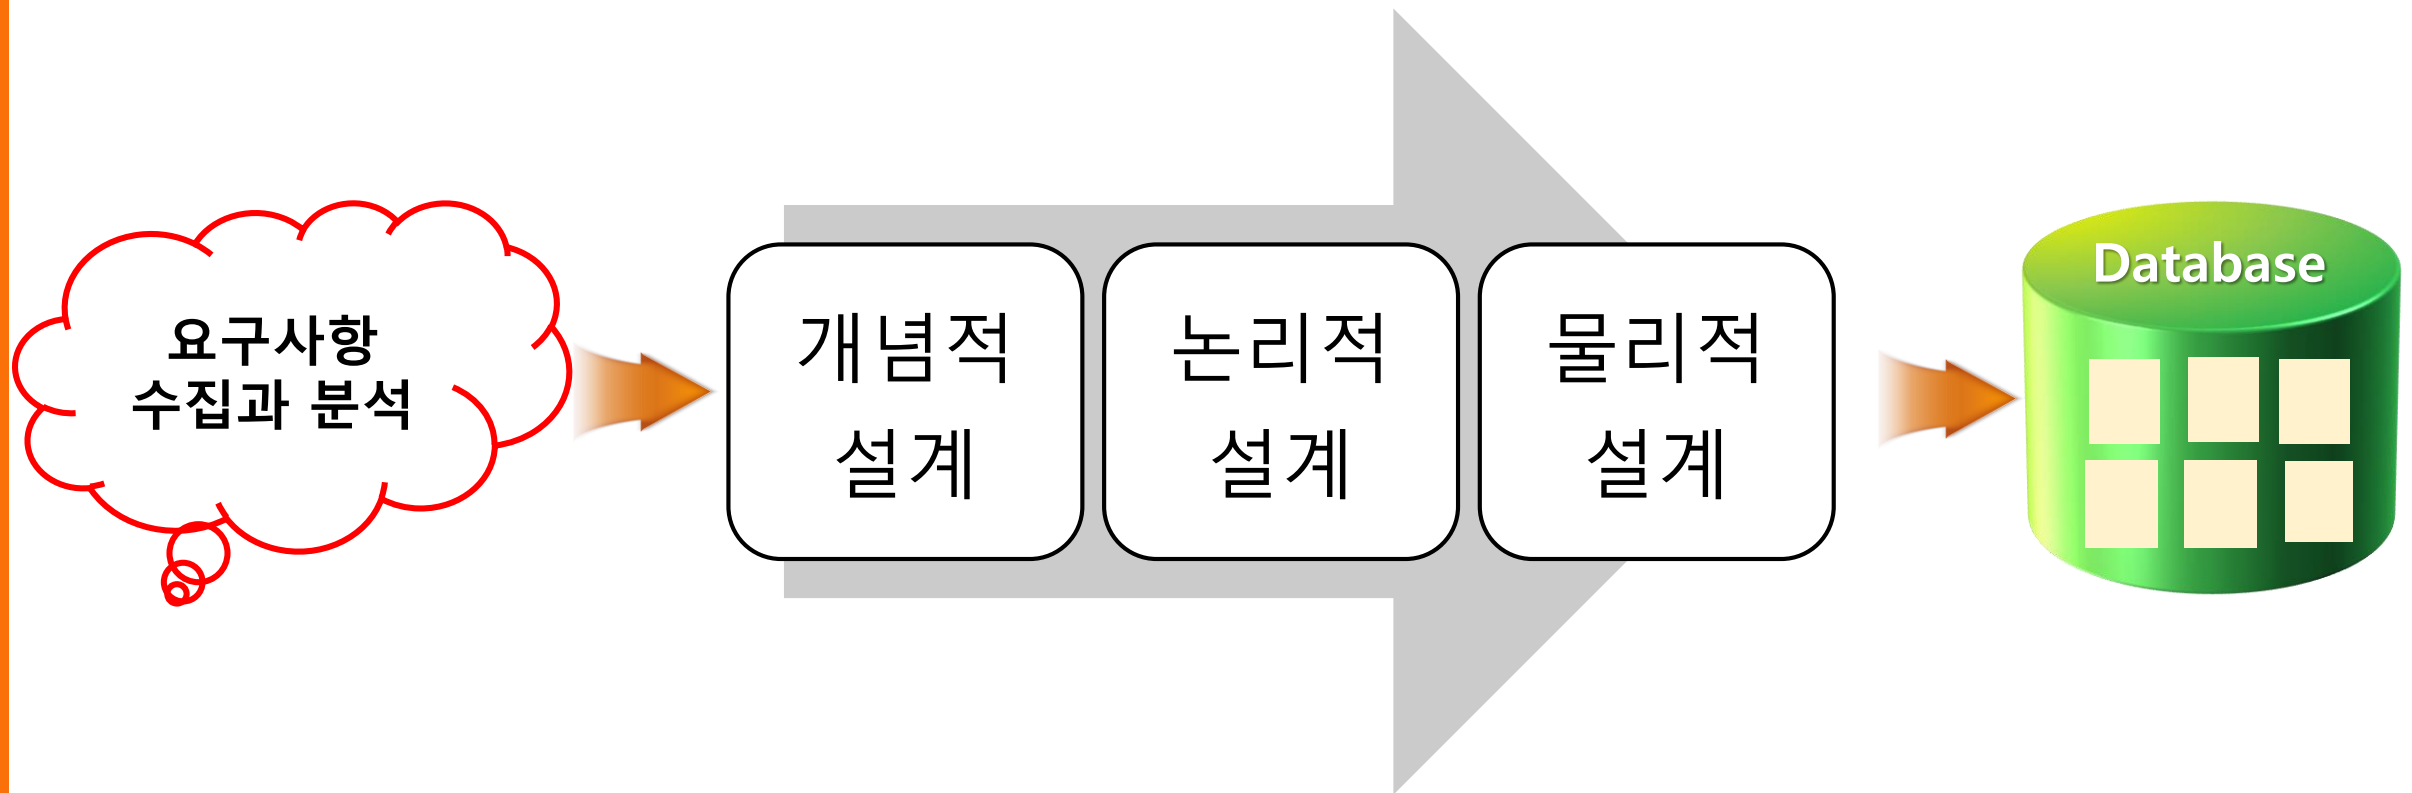 요구사항
수집과 분석
개념적
설계
논리적
설계
물리적
설계
Database